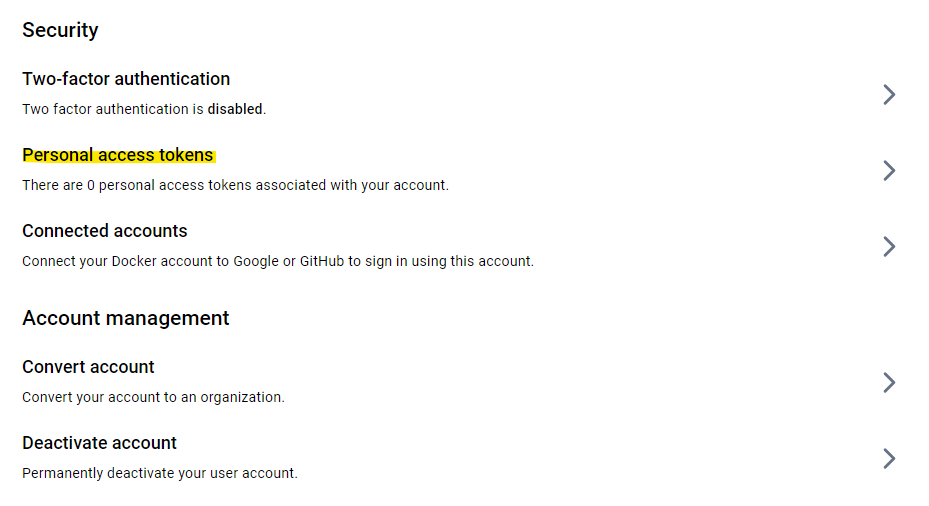 Security
Two-factor authentication
Two factor authentication is disabled.
Personal access tokens
There are 0 personal access tokens associated with your account.
Connected accounts
Connect your Docker account to Google or GitHub to sign in using this account.
Account management
Convert account
Convert your account to an organization.
Deactivate account
Permanently deactivate your user account.